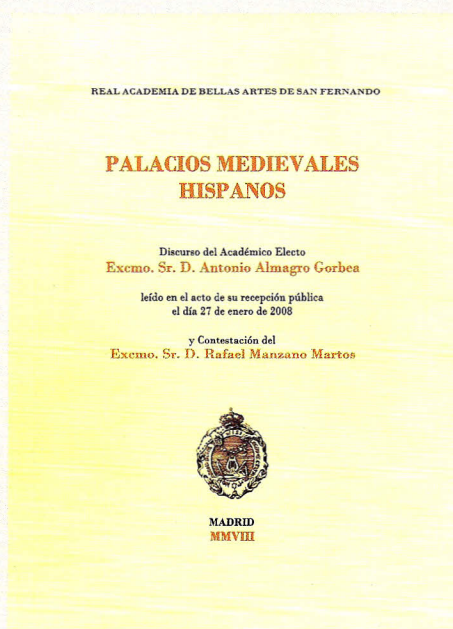 REAL ACADEMIA DE BELLAS ARTES DE SAN FERNANDO
PALACIOS MEDIEVALES
HISPANOS
Discurso del Académico Electo
Excmo. Sr. D. Antonio Almagro Gorbea
leído en el acto de su recepción pública
el día 27 de enero de 2008
y Contestación del
Excmo. Sr. D. Rafael Manzano Martos
MADRID
MMVIII